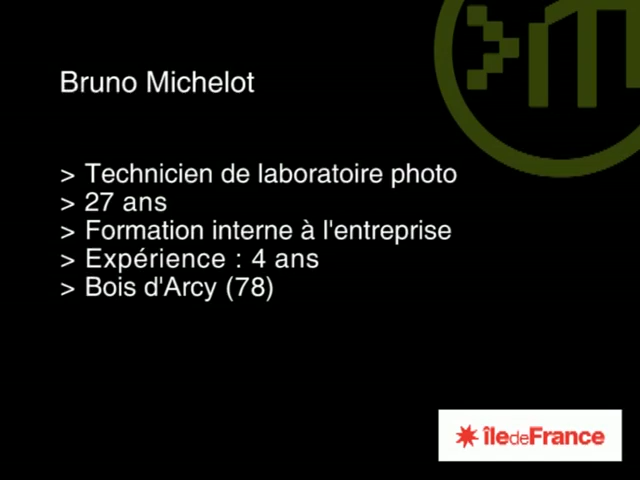 Bruno Michelot
> Technicien de laboratoire photo
> 27 ans
> Formation interne à l'entreprise
> Expérience : 4 ans
> Bois d'Arcy (78)
îledeFrance